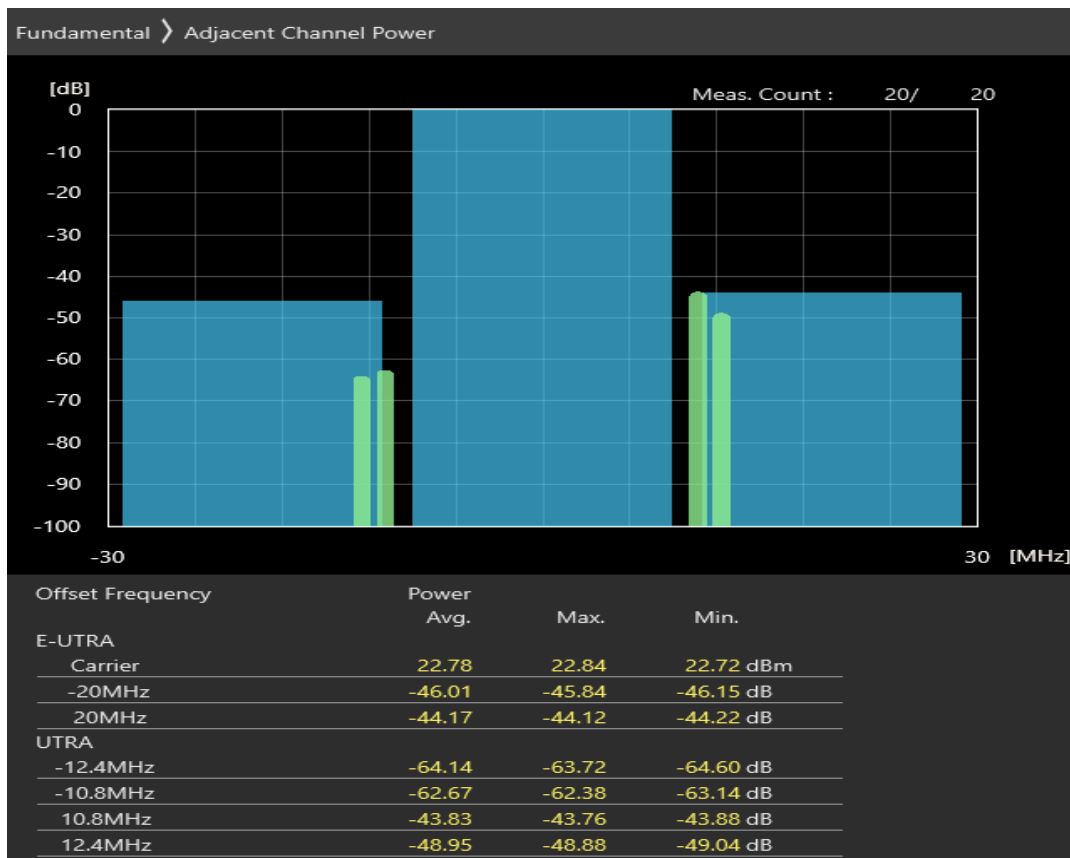 Fundamental 〉 Adjacent Channel Power
[dB]
Meas. Count : 20/ 20
0
-10
-20
-30
-40
-50
-60
-70
-80
-90
-100
-30 30 [MHz]
Offset Frequency Power
Avg. Max. Min.
E-UTRA
Carrier 22.78 22.84 22.72 dBm
-20MHz -46.01 -45.84 -46.15 dB
20MHz -44.17 -44.12 -44.22 dB
UTRA
-12.4MHz -64.14 -63.72 -64.60 dB
-10.8MHz -62.67 -62.38 -63.14 dB
10.8MHz -43.83 -43.76 -43.88 dB
12.4MHz -48.95 -48.88 -49.04 dB